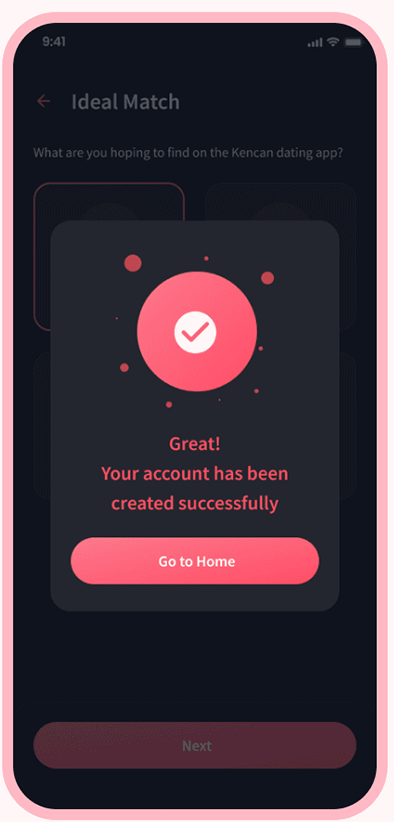 9:41
Ideal Match
What are you hoping to find on the Kencan dating app?
Great!
Your account has been
created successfully
Go to Home
Next